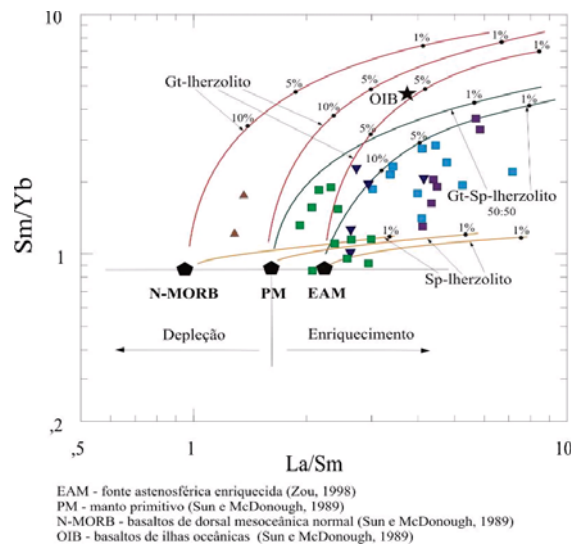 10
1%
1%
1%
5%
5%
5%
OIB
Gt-lherzolito
10%
10%
1%
1%
5%
5%
10%
Gt-Sp-lherzolito
50:50
Sm/Yb
1
1%
1%
1%
Sp-lherzolito
N-MORB
PM
EAM
Depleção
Enriquecimento
,2
,5
1
10
La/Sm
EAM - fonte astenosférica enriquecida (Zou, 1998)
PM - manto primitivo (Sun e McDonough, 1989)
N-MORB - basaltos de dorsal mesoceânica normal (Sun e McDonough, 1989)
OIB - basaltos de ilhas oceânicas (Sun e McDonough, 1989)